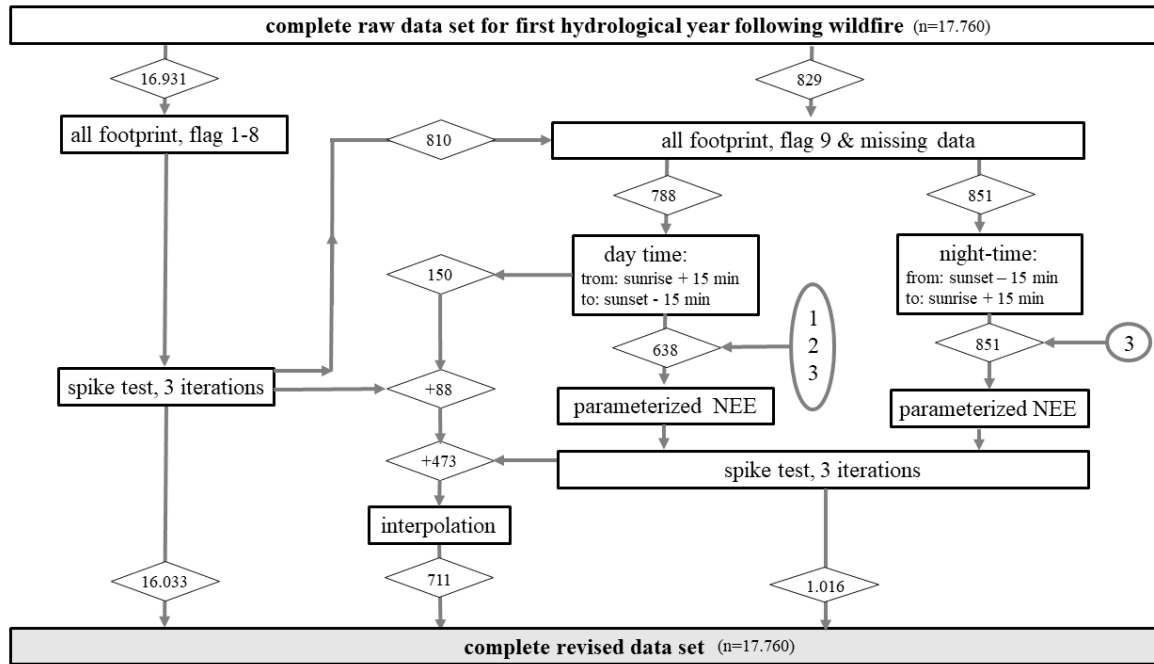 complete raw data set for first hydrological year following wildfire (n=17.760)
16.931
829
all footprint, flag 1-8
810
all footprint, flag 9 & missing data
788
851
day time:
trom: sunrise + 15 min
to: sunset - 15 min
night-time:
from: sunset – 15 min
to: sunrise + 15 min
150
1
2
3
638
851
3
spike test, 3 iterations
+88
parameterized NEE
parameterized NEE
+473
spike test, 3 iterations
interpolation
16.033
711
1.016
complete revised data set (n=17.760)